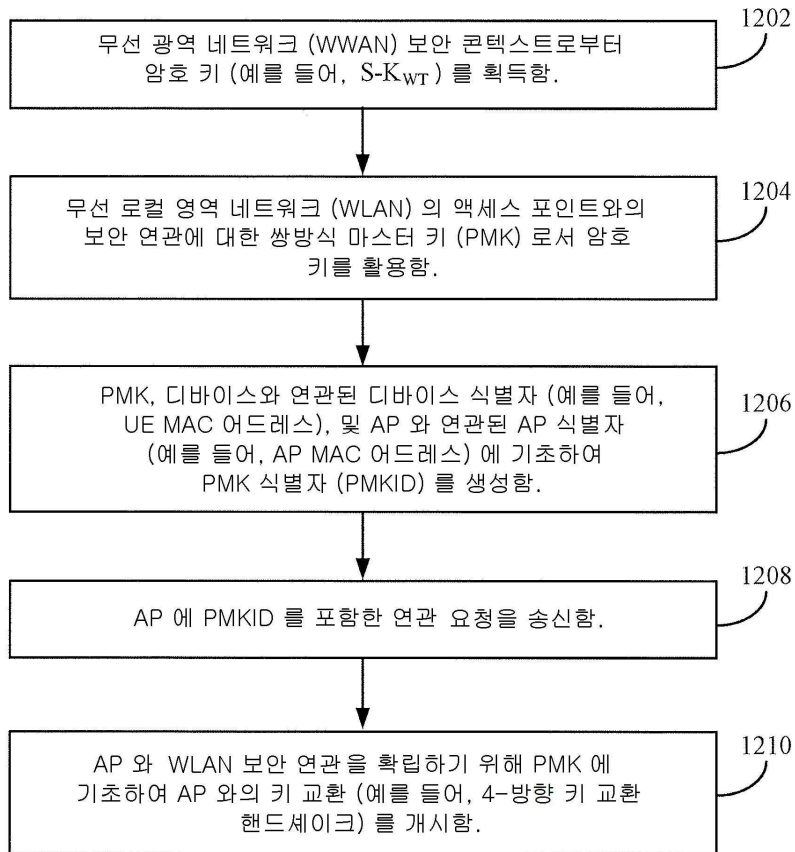 1202
무선 광역 네트워크 (WWAN) 보안 콘텍스트로부터
암호 키 (예를 들어, S-K_WT) 를 획득함.
1204
무선 로컬 영역 네트워크 (WLAN) 의 액세스 포인트와의
보안 연관에 대한 쌍방식 마스터 키 (PMK) 로서 암호
키를 활용함.
1206
PMK, 디바이스와 연관된 디바이스 식별자 (예를 들어,
UE MAC 어드레스), 및 AP 와 연관된 AP 식별자
(예를 들어, AP MAC 어드레스) 에 기초하여
PMK 식별자 (PMKID) 를 생성함.
1208
AP 에 PMKID 를 포함한 연관 요청을 송신함.
1210
AP 와 WLAN 보안 연관을 확립하기 위해 PMK 에
기초하여 AP 와의 키 교환 (예를 들어, 4-방향 키 교환
핸드셰이크) 를 개시함.